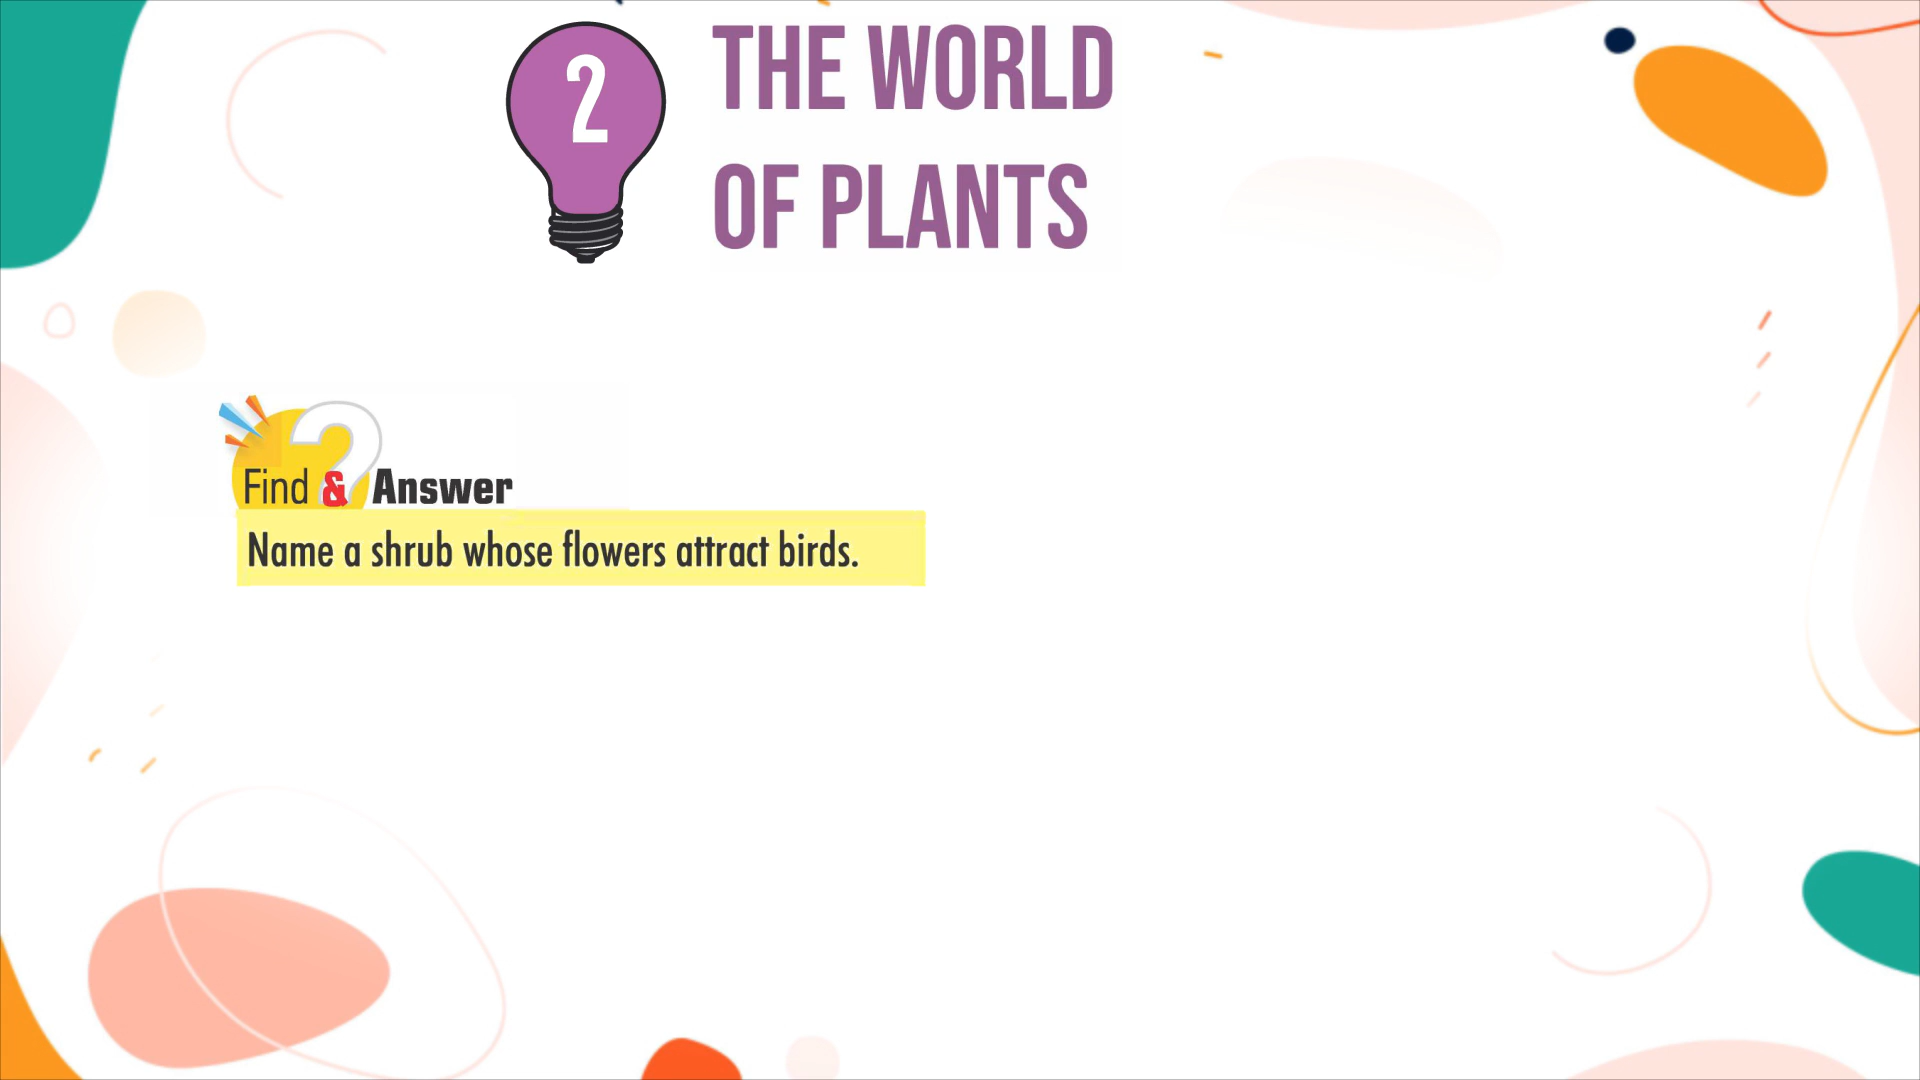 2
THE WORLD
OF PLANTS
Find & Answer
Name a shrub whose flowers attract birds.